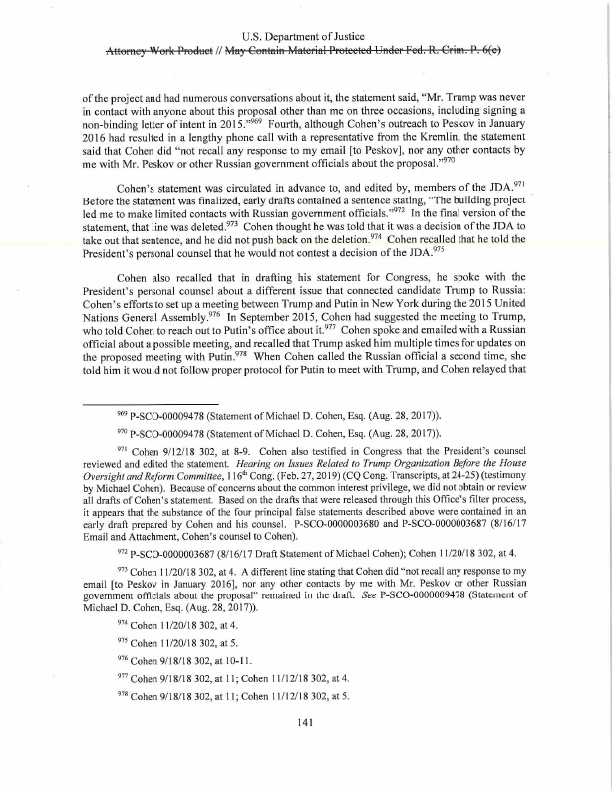 U.S. Department of Justice
Attorney Work Product // May Contain Material Protected Under Fed. R. Crim. P. 6(e)
of the project and had numerous conversations about it, the statement said, “Mr. Trump was never
in contact with anyone about this proposal other than me on three occasions, including signing a
non-binding letter of intent in 2015.”969 Fourth, although Cohen's outreach to Peskov in January
2016 had resulted in a lengthy phone call with a representative from the Kremlin, the statement
said that Cohen did “not recall any response to my email [to Peskov], nor any other contacts by
me with Mr. Peskov or other Russian government officials about the proposal.”970
Cohen's statement was circulated in advance to, and edited by, members of the JDA.971
Before the statement was finalized, early drafts contained a sentence stating, “The building project
led me to make limited contacts with Russian government officials.”972 In the final version of the
statement, that line was deleted.973 Cohen thought he was told that it was a decision of the JDA to
take out that sentence, and he did not push back on the deletion.974 Cohen recalled that he told the
President's personal counsel that he would not contest a decision of the JDA.975
Cohen also recalled that in drafting his statement for Congress, he spoke with the
President's personal counsel about a different issue that connected candidate Trump to Russia:
Cohen's efforts to set up a meeting between Trump and Putin in New York during the 2015 United
Nations General Assembly.976 In September 2015, Cohen had suggested the meeting to Trump,
who told Cohen to reach out to Putin's office about it.977 Cohen spoke and emailed with a Russian
official about a possible meeting, and recalled that Trump asked him multiple times for updates on
the proposed meeting with Putin.978 When Cohen called the Russian official a second time, she
told him it would not follow proper protocol for Putin to meet with Trump, and Cohen relayed that
969 P-SCO-00009478 (Statement of Michael D. Cohen, Esq. (Aug. 28, 2017)).
970 P-SCO-00009478 (Statement of Michael D. Cohen, Esq. (Aug. 28, 2017)).
971 Cohen 9/12/18 302, at 8-9. Cohen also testified in Congress that the President's counsel
reviewed and edited the statement. Hearing on Issues Related to Trump Organization Before the House
Oversight and Reform Committee, 116th Cong. (Feb. 27, 2019) (CQ Cong. Transcripts, at 24-25) (testimony
by Michael Cohen). Because of concerns about the common interest privilege, we did not obtain or review
all drafts of Cohen's statement. Based on the drafts that were released through this Office's filter process,
it appears that the substance of the four principal false statements described above were contained in an
early draft prepared by Cohen and his counsel. P-SCO-0000003680 and P-SCO-0000003687 (8/16/17
Email and Attachment, Cohen's counsel to Cohen).
972 P-SCO-0000003687 (8/16/17 Draft Statement of Michael Cohen); Cohen 11/20/18 302, at 4.
973 Cohen 11/20/18 302, at 4. A different line stating that Cohen did “not recall any response to my
email [to Peskov in January 2016], nor any other contacts by me with Mr. Peskov or other Russian
government officials about the proposal” remained in the draft. See P-SCO-0000009478 (Statement of
Michael D. Cohen, Esq. (Aug. 28, 2017)).
974 Cohen 11/20/18 302, at 4.
975 Cohen 11/20/18 302, at 5.
976 Cohen 9/18/18 302, at 10-11.
977 Cohen 9/18/18 302, at 11; Cohen 11/12/18 302, at 4.
978 Cohen 9/18/18 302, at 11; Cohen 11/12/18 302, at 5.
141